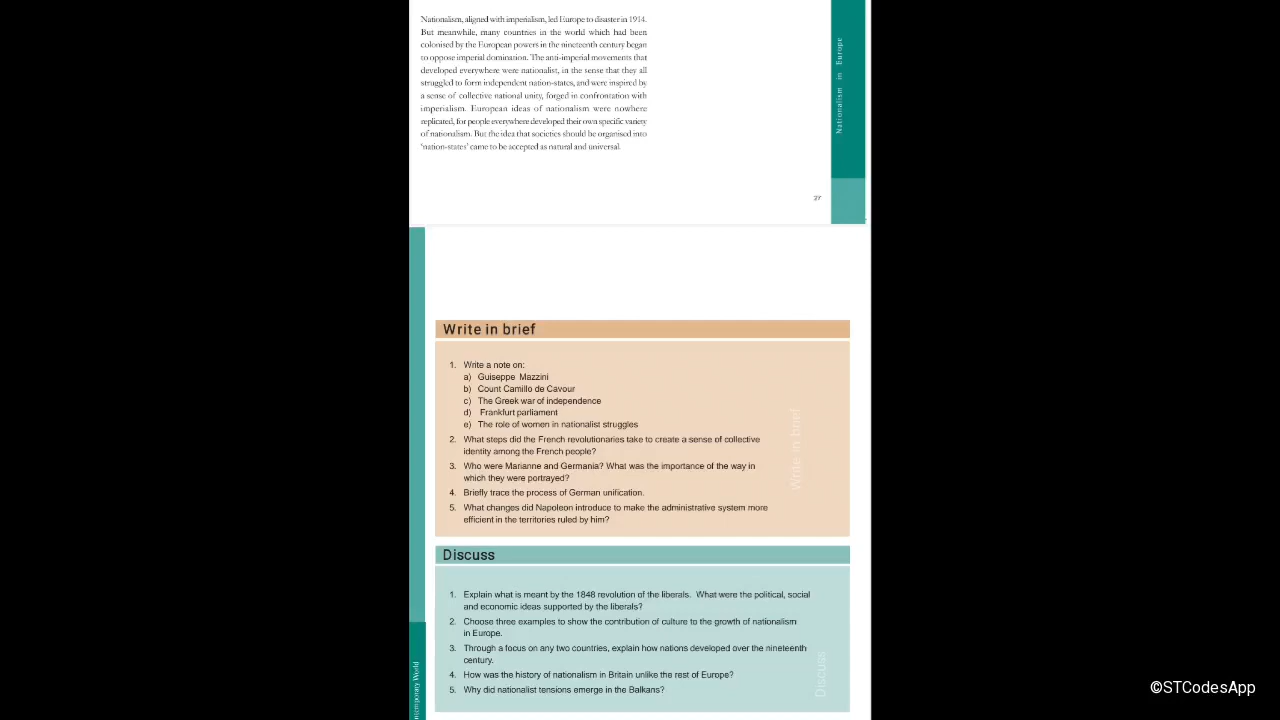 Nationalism, aligned with imperialism, led Europe to disaster in 1914.
But meanwhile, many countries in the world which had been
colonised by the European powers in the nineteenth century began
to oppose imperial domination. The anti-imperial movements that
developed everywhere were nationalist, in the sense that they all
struggled to form independent nation-states, and were inspired by
a sense of collective national unity, forged in confrontation with
imperialism. European ideas of nationalism were nowhere
replicated, for people everywhere developed their own specific variety
of nationalism. But the idea that societies should be organised into
‘nation-states’ came to be accepted as natural and universal.
Nationalism in Europe
27
Write in brief
1. Write a note on:
a) Guiseppe Mazzini
b) Count Camillo de Cavour
c) The Greek war of independence
d) Frankfurt parliament
e) The role of women in nationalist struggles
2. What steps did the French revolutionaries take to create a sense of collective
identity among the French people?
3. Who were Marianne and Germania? What was the importance of the way in
which they were portrayed?
4. Briefly trace the process of German unification.
5. What changes did Napoleon introduce to make the administrative system more
efficient in the territories ruled by him?
Write in brief
Discuss
1. Explain what is meant by the 1848 revolution of the liberals. What were the political, social
and economic ideas supported by the liberals?
2. Choose three examples to show the contribution of culture to the growth of nationalism
in Europe.
3. Through a focus on any two countries, explain how nations developed over the nineteenth
century.
4. How was the history of nationalism in Britain unlike the rest of Europe?
5. Why did nationalist tensions emerge in the Balkans?
Discuss
World
©STCodesApp